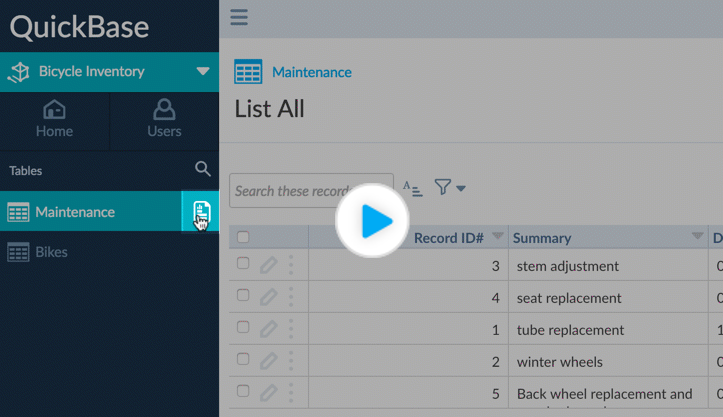 QuickBase
Bicycle Inventory
Home
Users
Tables
Maintenance
Bikes
Maintenance
List All
Search these record
A
Record ID#
Summary
D
3
stem adjustment
0
4
seat replacement
0
1
tube replacement
1
2
winter wheels
0
5
Back wheel replacement and
0